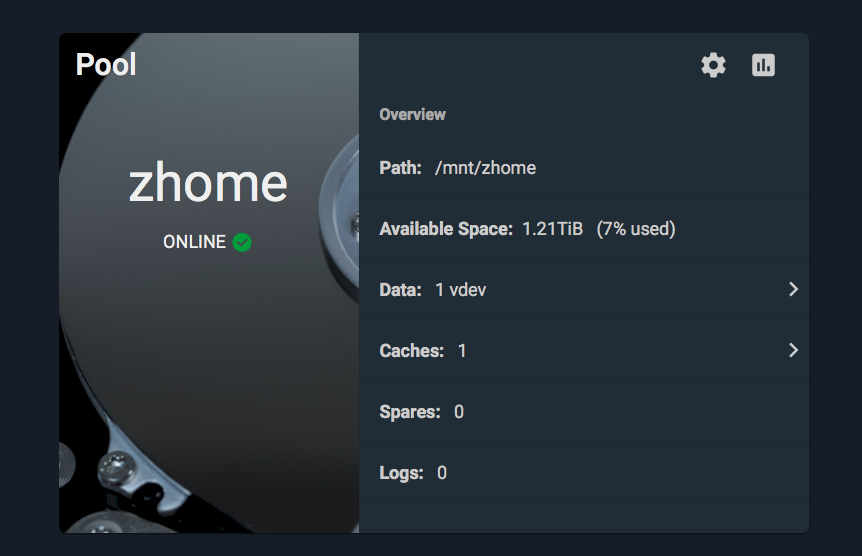 Pool
zhome
ONLINE
Overview
Path: /mnt/zhome
Available Space: 1.21TiB (7% used)
Data: 1 vdev
Caches: 1
Spares: 0
Logs: 0